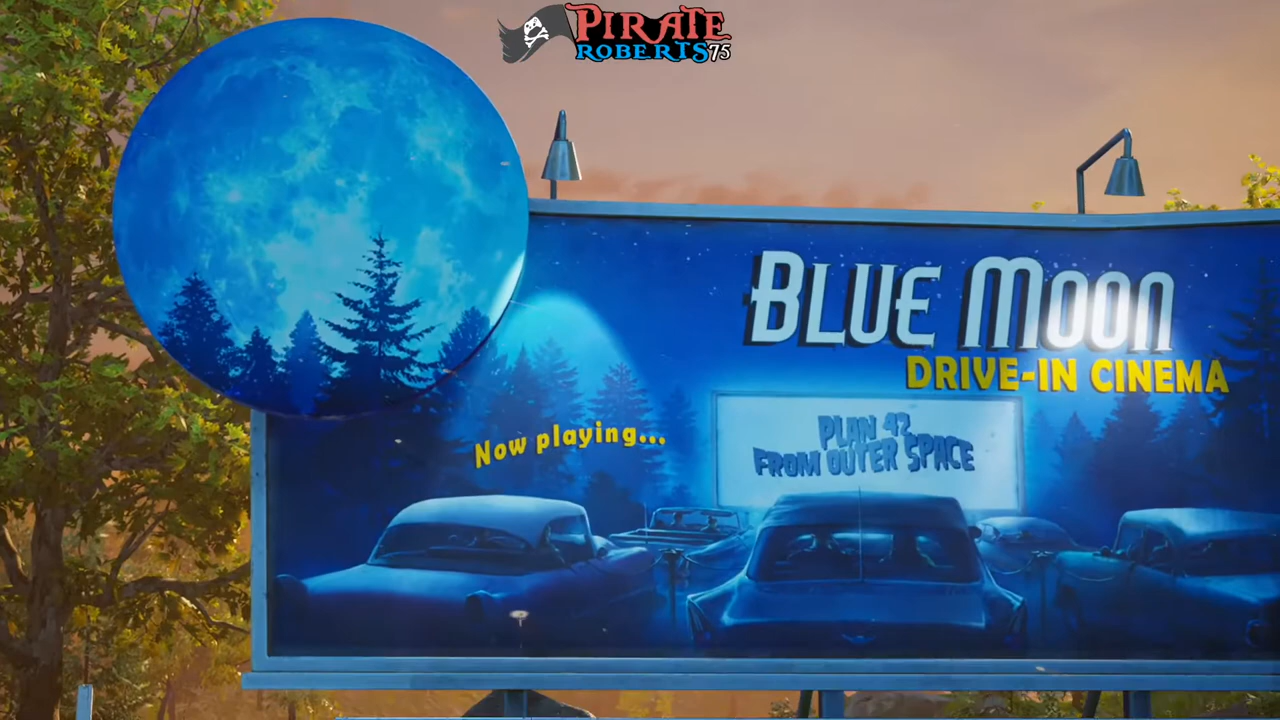 PIRATE
ROBERTS75
BLUE MOON
DRIVE-IN CINEMA
Now playing...
PLAN 42
FROM OUTER SPACE